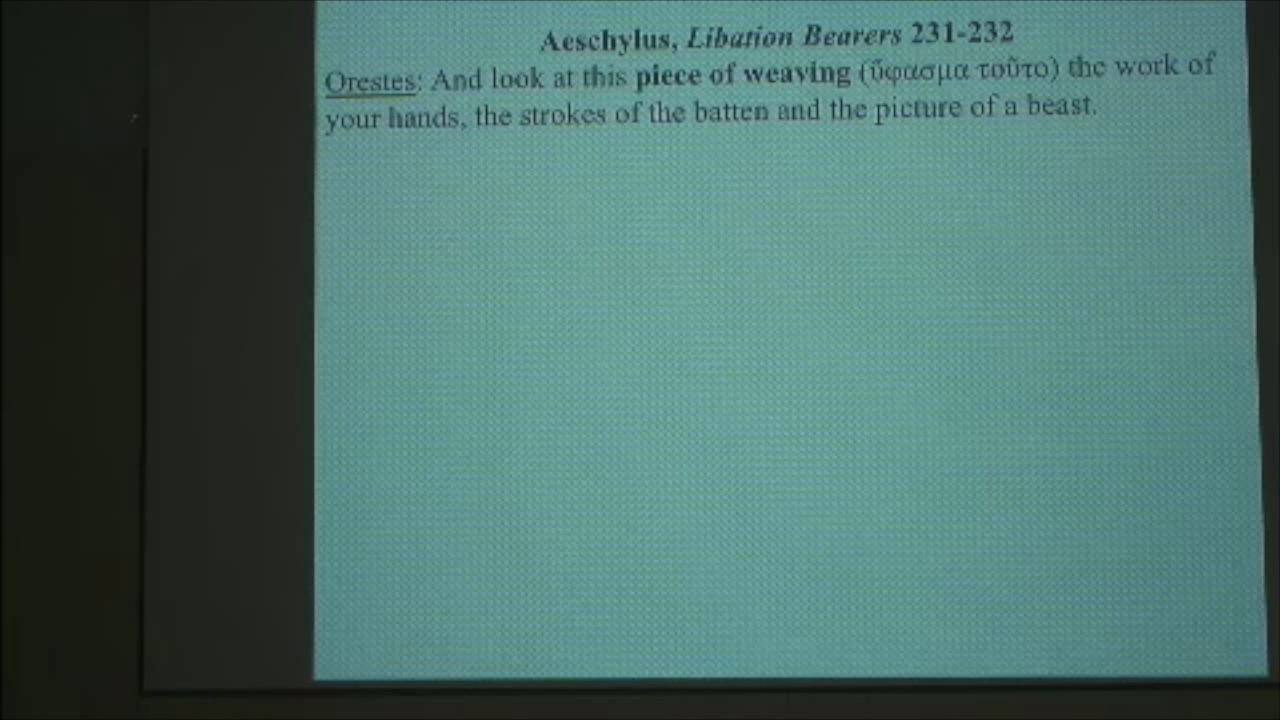 Aeschylus, Libation Bearers 231-232
Orestes: And look at this piece of weaving (ὕφασμα τοῦτο) the work of
your hands, the strokes of the batten and the picture of a beast.